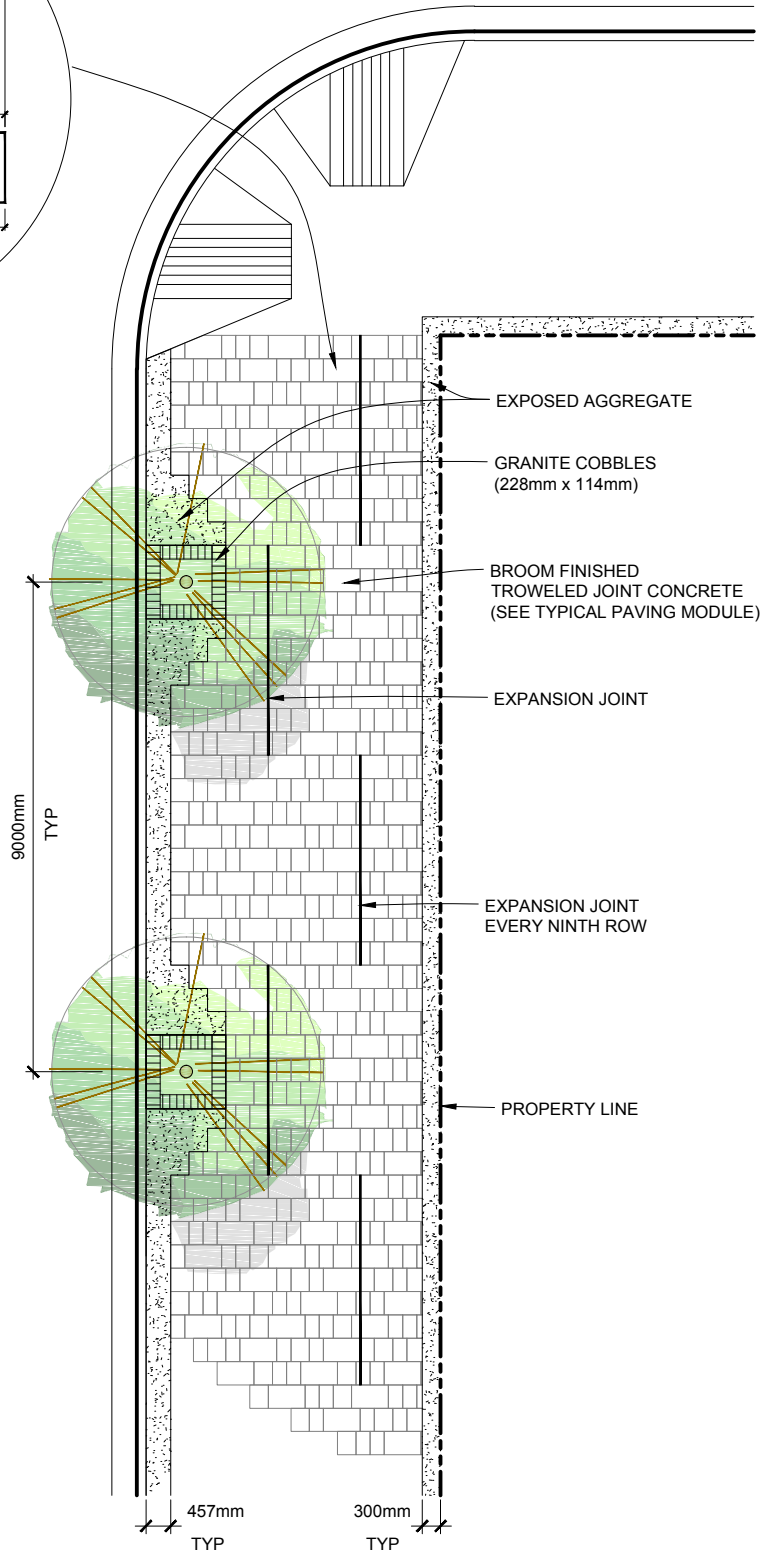 EXPOSED AGGREGATE
GRANITE COBBLES
(228mm x 114mm)
BROOM FINISHED
TROWELED JOINT CONCRETE
(SEE TYPICAL PAVING MODULE)
EXPANSION JOINT
9000mm
TYP
EXPANSION JOINT
EVERY NINTH ROW
PROPERTY LINE
457mm
TYP
300mm
TYP